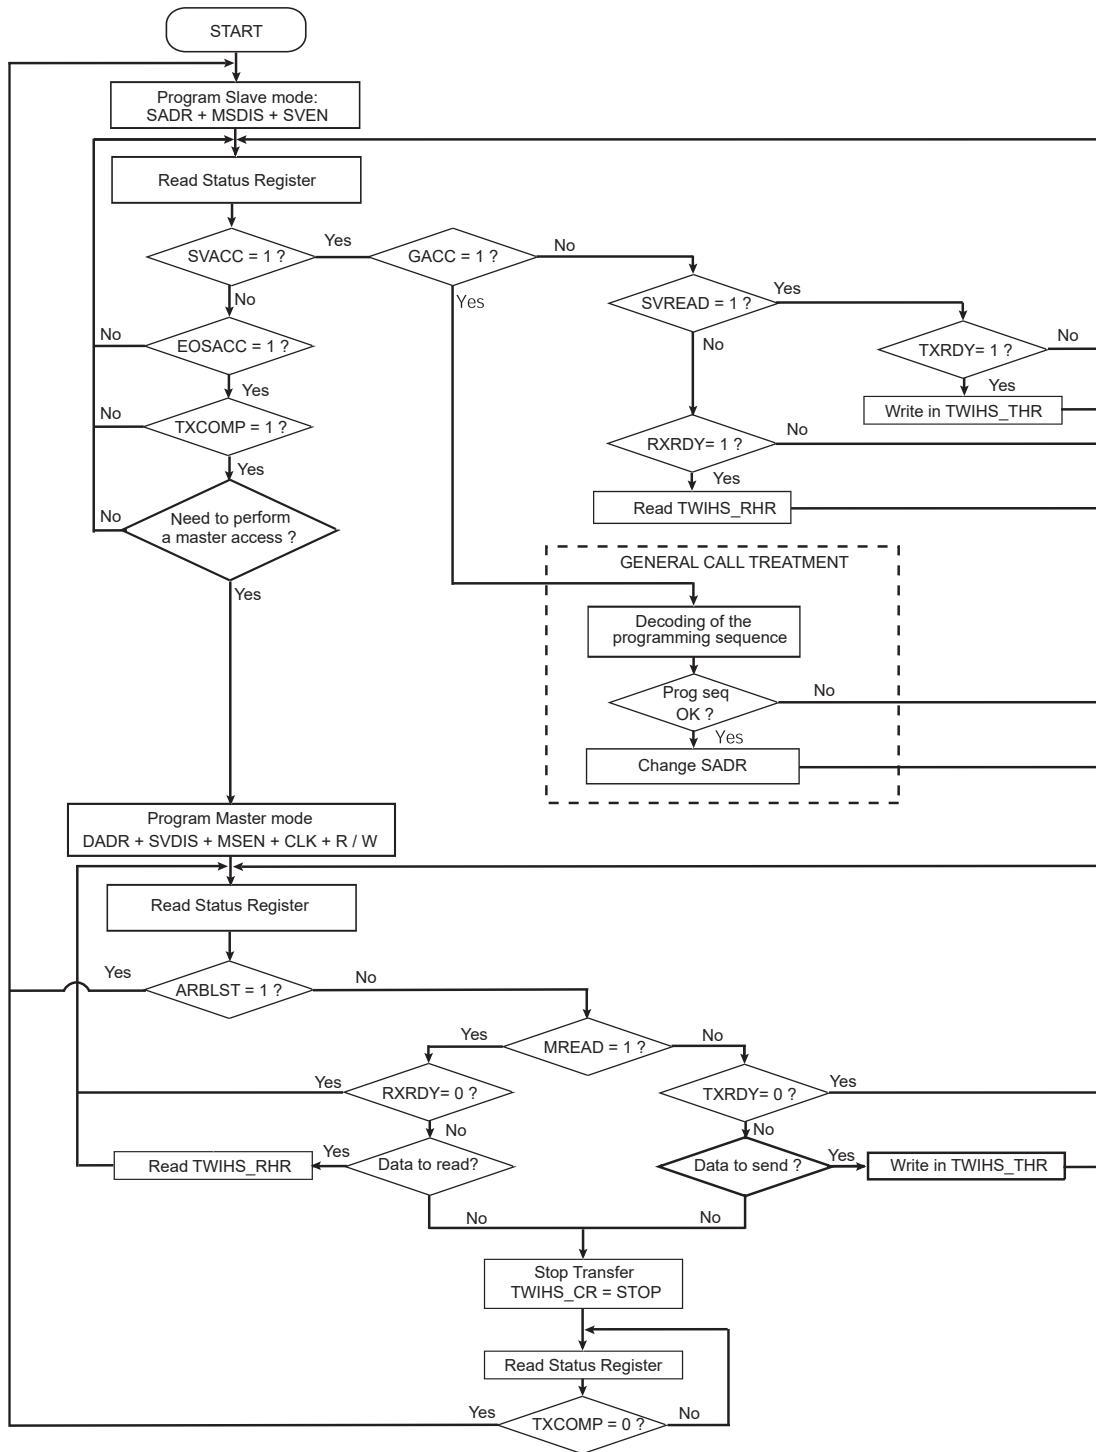 START
Program Slave mode:
SADR + MSDIS + SVEN
Read Status Register
SVACC = 1 ?
Yes
GACC = 1 ?
No
No
Yes
SVREAD = 1 ?
Yes
No
EOSACC = 1 ?
No
TXRDY= 1 ?
No
Yes
Yes
Write in TWIHS_THR
No
TXCOMP = 1 ?
RXRDY= 1 ?
No
Yes
Yes
Read TWIHS_RHR
No
Need to perform
a master access ?
Yes
GENERAL CALL TREATMENT
Decoding of the
programming sequence
Prog seq
OK ?
No
Yes
Change SADR
Program Master mode
DADR + SVDIS + MSEN + CLK + R / W
Read Status Register
Yes
ARBLST = 1 ?
No
Yes
MREAD = 1 ?
No
Yes
RXRDY= 0 ?
TXRDY= 0 ?
Yes
No
No
Read TWIHS_RHR
Yes
Data to read?
Data to send ?
Yes
Write in TWIHS_THR
No
No
Stop Transfer
TWIHS_CR = STOP
Read Status Register
Yes
TXCOMP = 0 ?
No